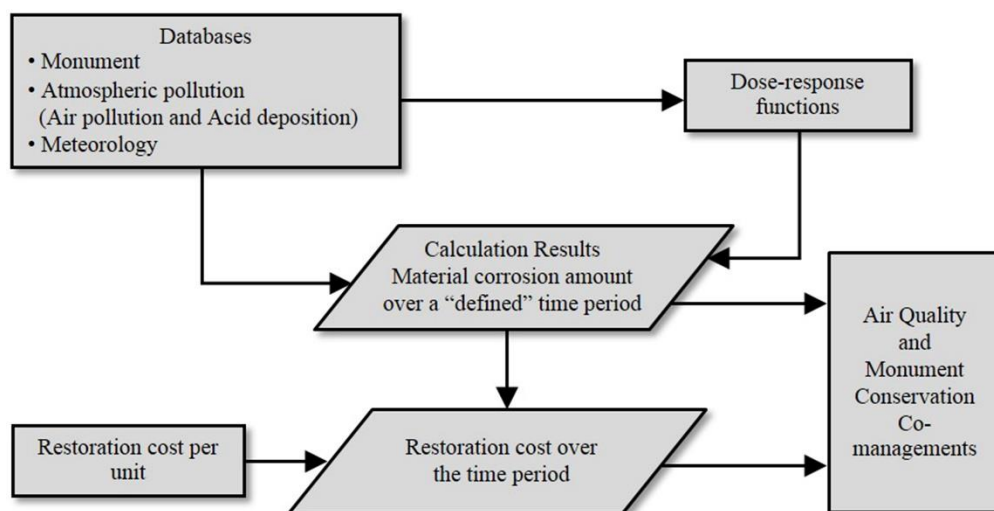 Databases
• Monument
• Atmospheric pollution
(Air pollution and Acid deposition)
• Meteorology
Dose-response
functions
Calculation Results
Material corrosion amount
over a “defined” time period
Air Quality
and
Monument
Conservation
Co-
managements
Restoration cost per
unit
Restoration cost over
the time period